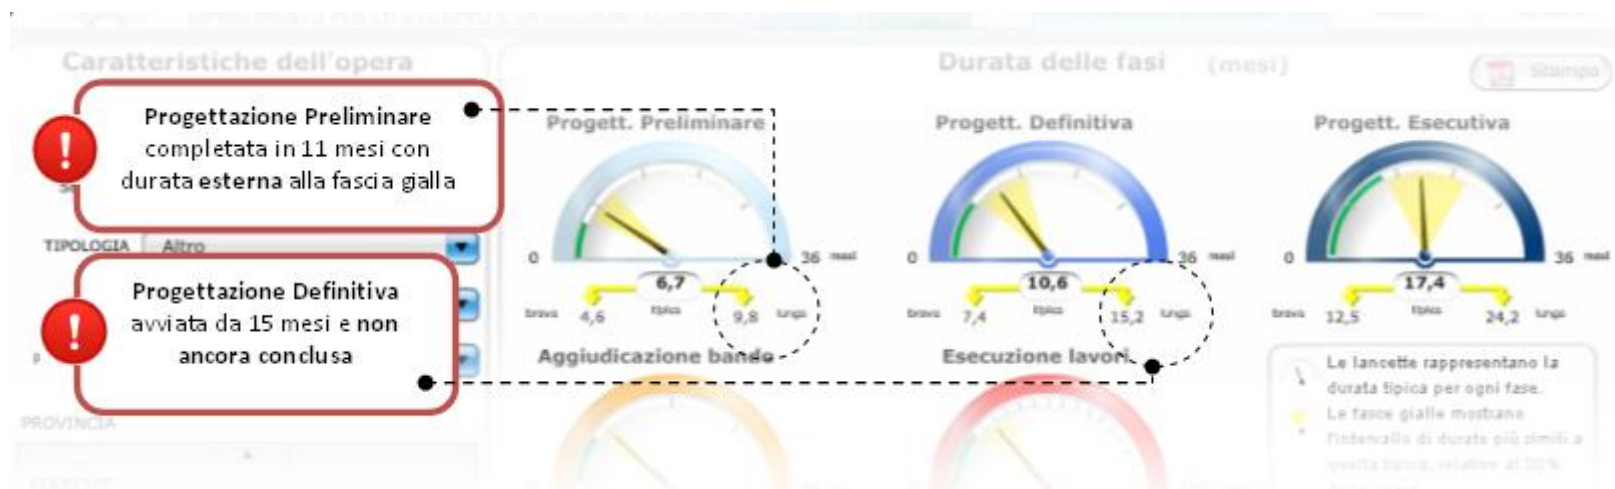 Caratteristiche dell'opera
Durata delle fasi (mesi)
Stampa
Progettazione Preliminare
completata in 11 mesi con
durata esterna alla fascia gialla
Progett. Preliminare
Progett. Definitiva
Progett. Esecutiva
0 36 mesi
0 36 mesi
0 36 mesi
TIPOLOGIA Altro
Progettazione Definitiva
avviata da 15 mesi e non
ancora conclusa
6,7
breve 4,6 tipica 9,8 lunga
10,6
breve 7,4 tipica 15,2 lunga
17,4
breve 12,5 tipica 24,2 lunga
Aggiudicazione bando
Esecuzione lavori
Le lancette rappresentano la
durata tipica per ogni fase.
Le fasce gialle mostrano
l'intervallo di durate più simili a
quella tipica, relative al 50%
PROVINCIA
MARCHE